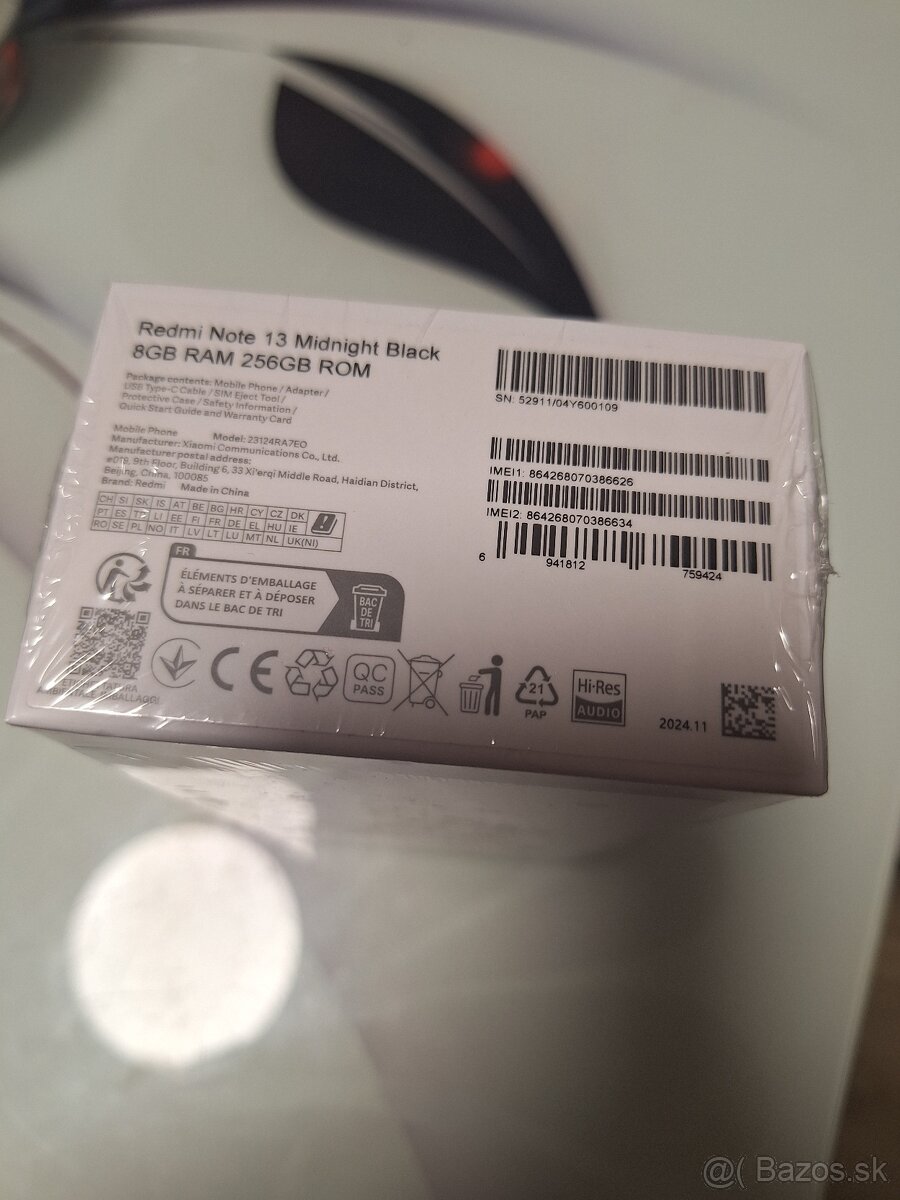 Redmi Note 13 Midnight Black
8GB RAM 256GB ROM
Package contents: Mobile Phone / Adapter /
USB Type-C Cable / SIM Eject Tool /
Protective Case / Safety Information /
Quick Start Guide and Warranty Card
Mobile Phone Model: 23124RA7EO
Manufacturer: Xiaomi Communications Co., Ltd.
Manufacturer postal address:
#019, 9th Floor, Building 6, 33 Xi'erqi Middle Road, Haidian District,
Beijing, China, 100085
Brand: Redmi Made in China
CH SI SK IS AT BE BG HR CY CZ DK
PT ES TR LI EE FI FR DE EL HU IE
RO SE PL NO IT LV LT LU MT NL UK(NI)
SN: 52911/04Y600109
IMEI1: 864268070386626
IMEI2: 864268070386634
6 941812 759424
FR
ÉLÉMENTS D'EMBALLAGE
À SÉPARER ET À DÉPOSER
DANS LE BAC DE TRI
BAC
DE
TRI
CE
QC
PASS
21
PAP
Hi-Res
AUDIO
2024.11
@( Bazos.sk